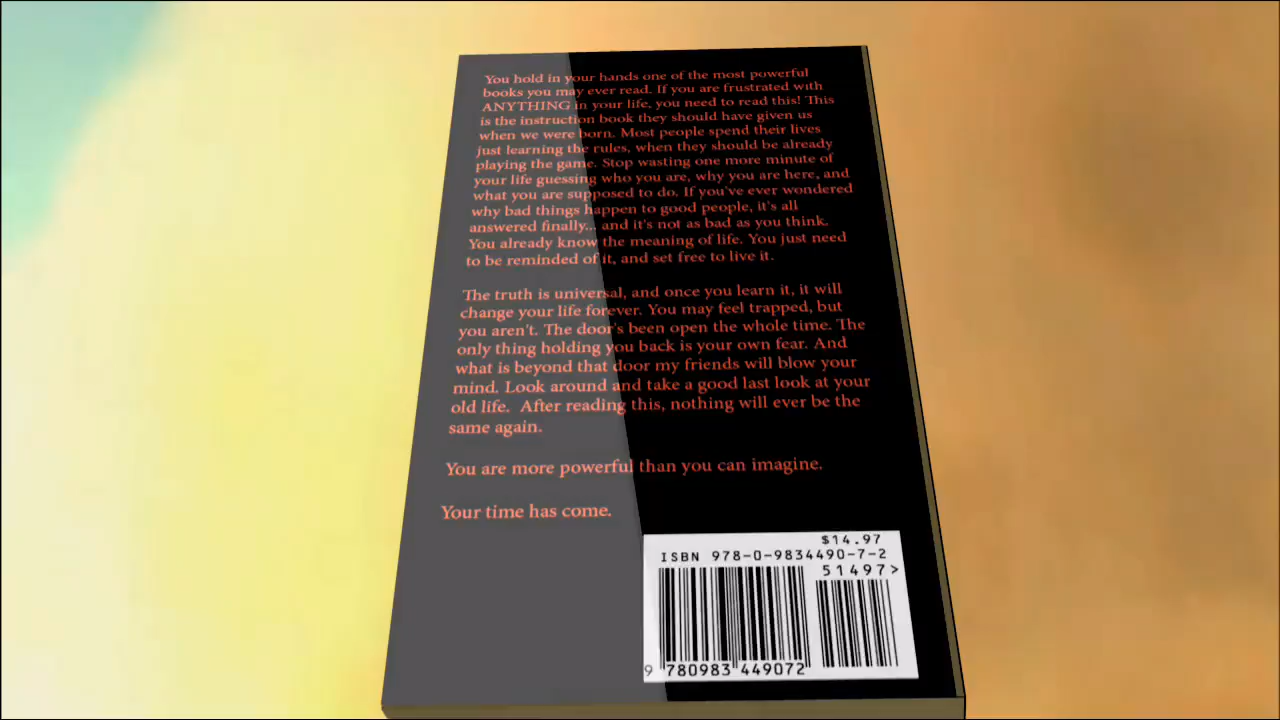 You hold in your hands one of the most powerful
books you may ever read. If you are frustrated with
ANYTHING in your life, you need to read this! This
is the instruction book they should have given us
when we were born. Most people spend their lives
just learning the rules, when they should be already
playing the game. Stop wasting one more minute of
your life guessing who you are, why you are here, and
what you are supposed to do. If you've ever wondered
why bad things happen to good people, it's all
answered finally... and it's not as bad as you think.
You already know the meaning of life. You just need
to be reminded of it, and set free to live it.
The truth is universal, and once you learn it, it will
change your life forever. You may feel trapped, but
you aren't. The door's been open the whole time. The
only thing holding you back is your own fear. And
what is beyond that door my friends will blow your
mind. Look around and take a good last look at your
old life. After reading this, nothing will ever be the
same again.
You are more powerful than you can imagine.
Your time has come.
$14.97
ISBN 978-0-9834490-7-2
51497>
9 780983 449072